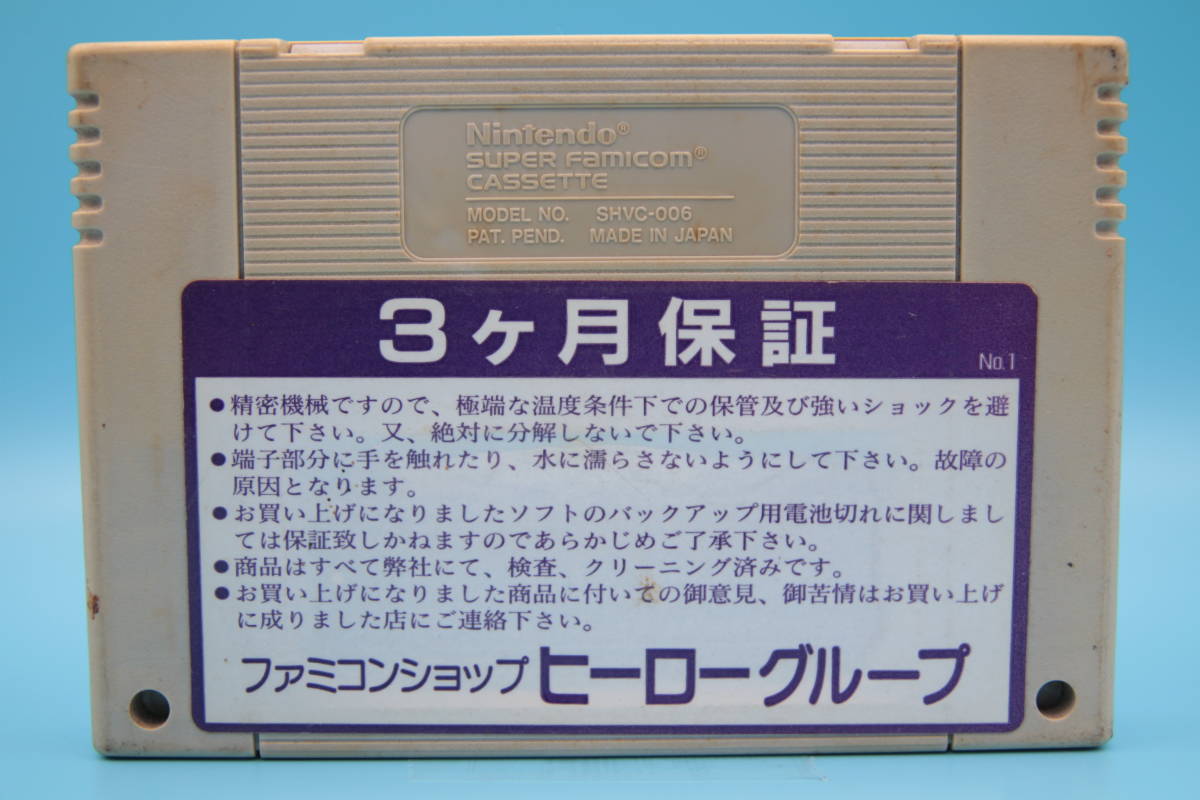 Nintendo®
SUPER FAMICOM®
CASSETTE
MODEL NO. SHVC-006
PAT. PEND. MADE IN JAPAN
3ヶ月保証
No.1
●精密機械ですので、極端な温度条件下での保管及び強いショックを避
けて下さい。又、絶対に分解しないで下さい。
●端子部分に手を触れたり、水に濡らさないようにして下さい。故障の
原因となります。
●お買い上げになりましたソフトのバックアップ用電池切れに関しまし
ては保証致しかねますのであらかじめご了承下さい。
●商品はすべて弊社にて、検査、クリーニング済みです。
●お買い上げになりました商品に付いての御意見、御苦情はお買い上げ
に成りました店にご連絡下さい。
ファミコンショップ ヒーローグループ